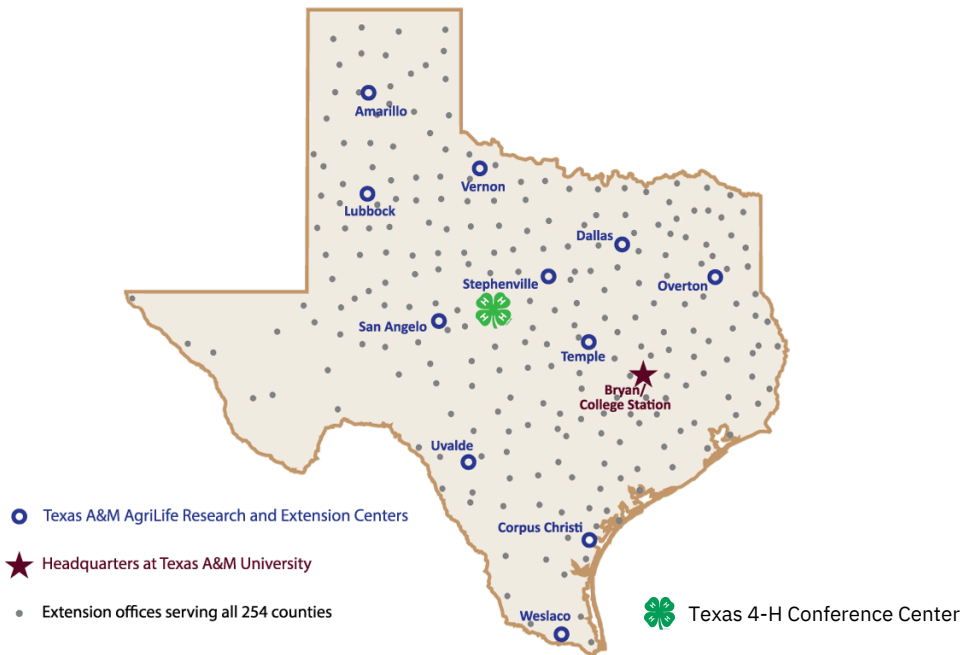 Amarillo
Vernon
Lubbock
Dallas
Stephenville
Overton
San Angelo
Temple
Bryan/
College Station
Uvalde
Texas A&M AgriLife Research and Extension Centers
Corpus Christi
Headquarters at Texas A&M University
Extension offices serving all 254 counties
Weslaco
Texas 4-H Conference Center
H H
H H
H H
H H